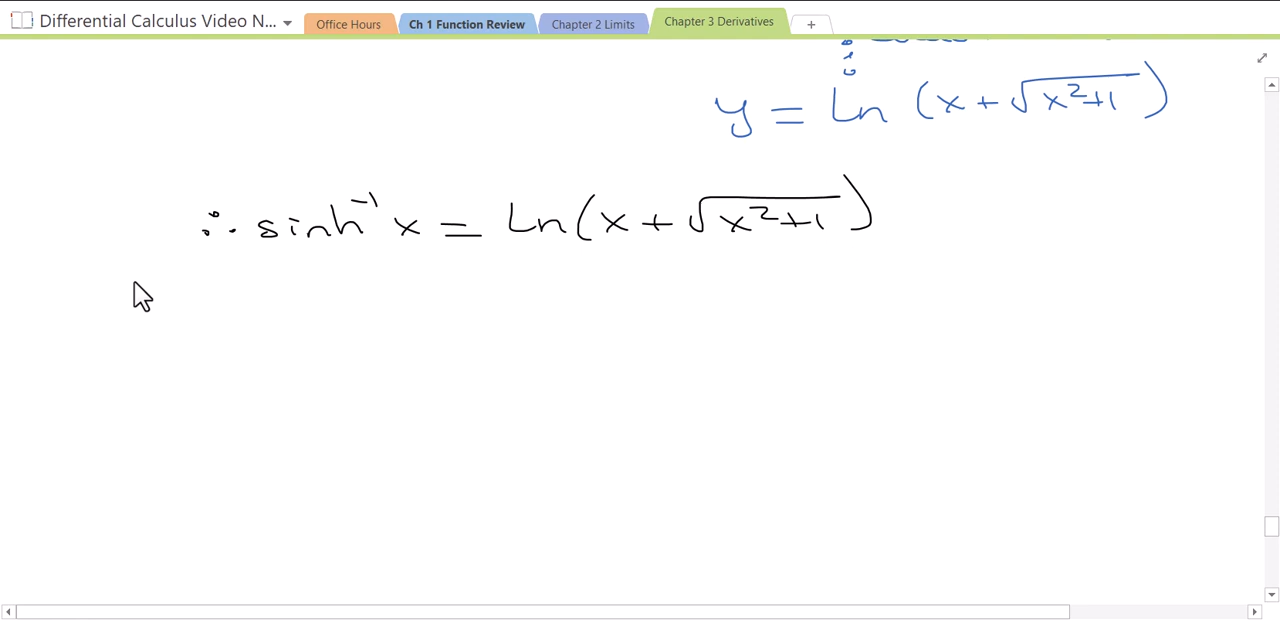 Differential Calculus Video N...
Office Hours
Ch 1 Function Review
Chapter 2 Limits
Chapter 3 Derivatives
+
y = Ln (x + √(x²+1))
∴ sinh⁻¹ x = Ln(x + √(x²+1))